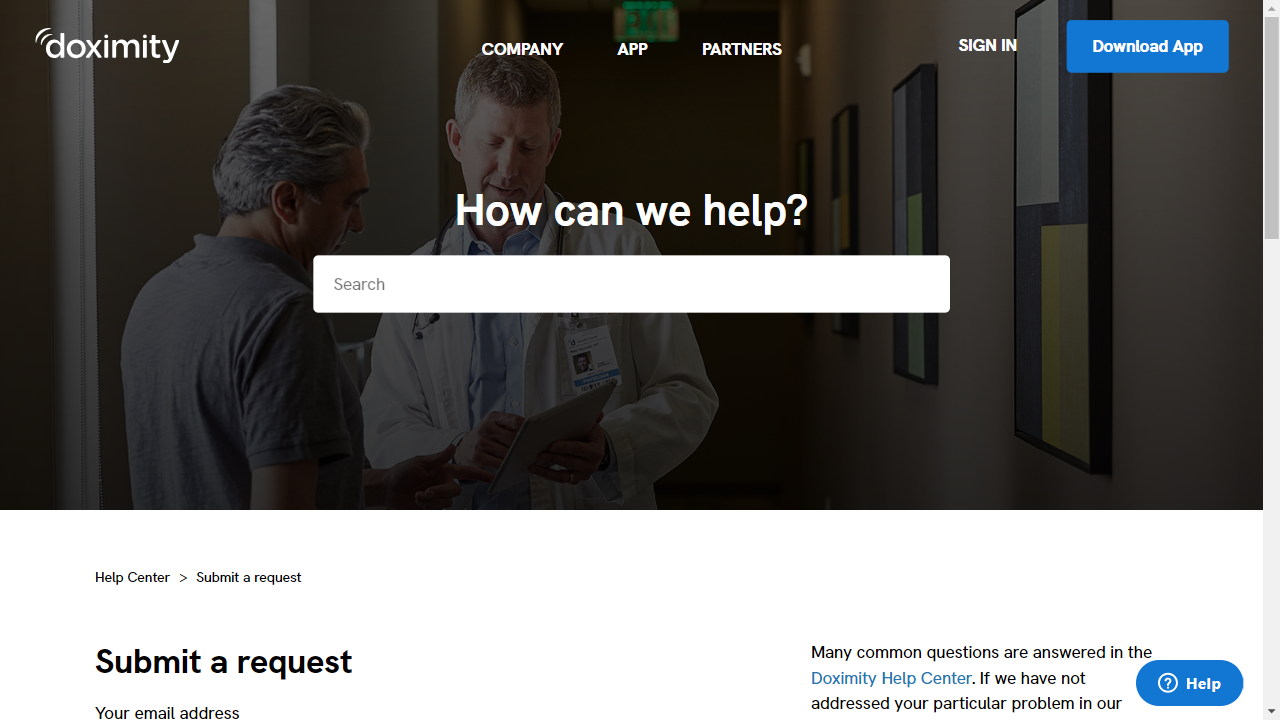 doximity
COMPANY
APP
PARTNERS
SIGN IN
Download App
EXIT
How can we help?
Search
Help Center > Submit a request
Submit a request
Your email address
Many common questions are answered in the
Doximity Help Center. If we have not
addressed your particular problem in our
Help